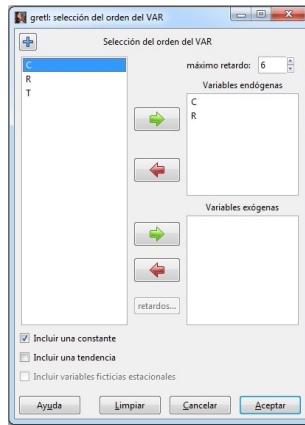 gretl: selección del orden del VAR
Selección del orden del VAR
C
R
T
máximo retardo: 6
Variables endógenas
C
R
Variables exógenas
retardos...
Incluir una constante
Incluir una tendencia
Incluir variables ficticias estacionales
Ayuda Limpiar Cancelar Aceptar